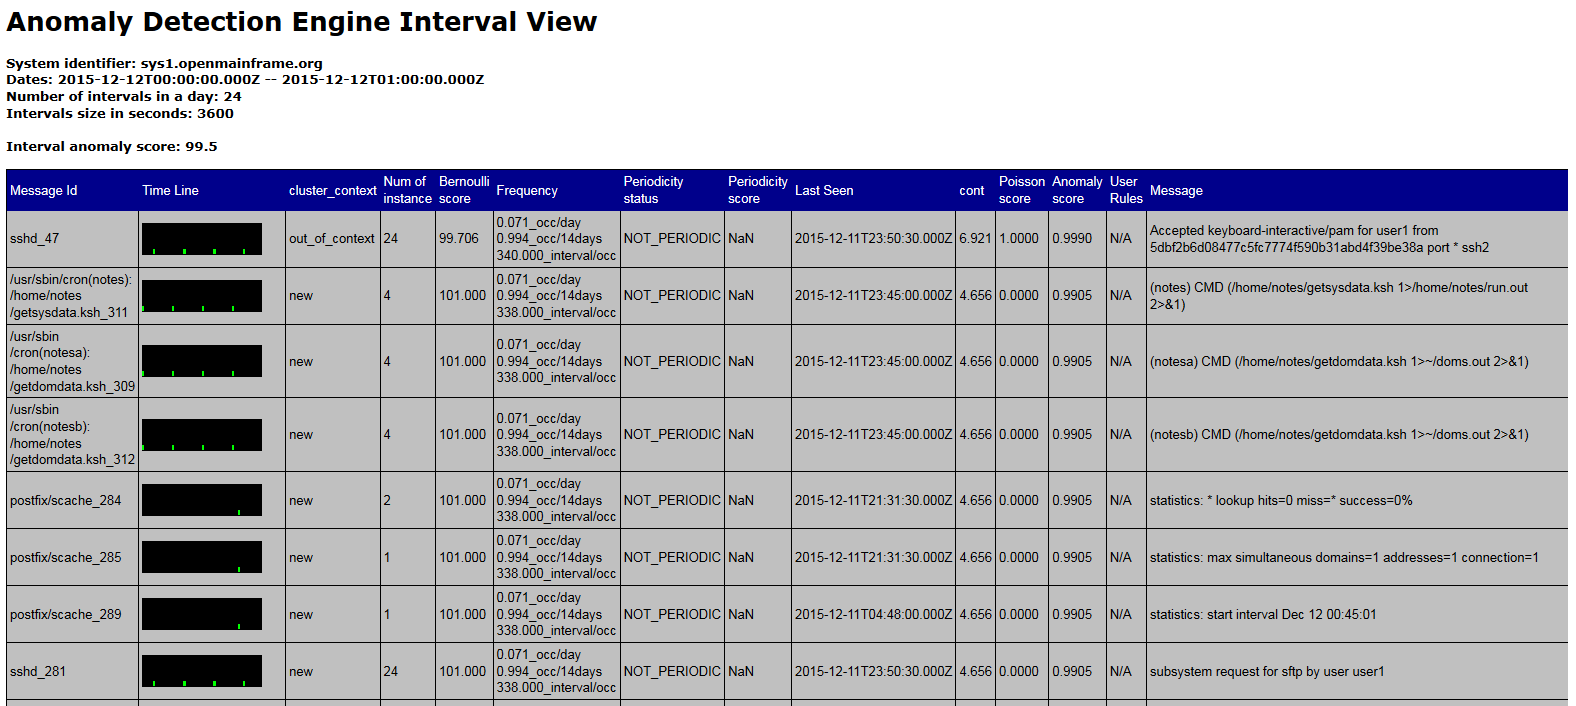 Anomaly Detection Engine Interval View
System identifier: sys1.openmainframe.org
Dates: 2015-12-12T00:00:00.000Z -- 2015-12-12T01:00:00.000Z
Number of intervals in a day: 24
Intervals size in seconds: 3600
Interval anomaly score: 99.5
Message Id Time Line cluster_context Num of instance Bernoulli score Frequency Periodicity status Periodicity score Last Seen cont Poisson score Anomaly score User Rules Message
sshd_47 out_of_context 24 99.706 0.071_occ/day 0.994_occ/14days 340.000_interval/occ NOT_PERIODIC NaN 2015-12-11T23:50:30.000Z 6.921 1.0000 0.9990 N/A Accepted keyboard-interactive/pam for user1 from 5dbf2b6d08477c5fc7774f590b31abd4f39be38a port * ssh2
/usr/sbin/cron(notes): /home/notes /getsysdata.ksh_311 new 4 101.000 0.071_occ/day 0.994_occ/14days 338.000_interval/occ NOT_PERIODIC NaN 2015-12-11T23:45:00.000Z 4.656 0.0000 0.9905 N/A (notes) CMD (/home/notes/getsysdata.ksh 1>/home/notes/run.out 2>&1)
/usr/sbin /cron(notesa): /home/notes /getdomdata.ksh_309 new 4 101.000 0.071_occ/day 0.994_occ/14days 338.000_interval/occ NOT_PERIODIC NaN 2015-12-11T23:45:00.000Z 4.656 0.0000 0.9905 N/A (notesa) CMD (/home/notes/getdomdata.ksh 1>~/doms.out 2>&1)
/usr/sbin /cron(notesb): /home/notes /getdomdata.ksh_312 new 4 101.000 0.071_occ/day 0.994_occ/14days 338.000_interval/occ NOT_PERIODIC NaN 2015-12-11T23:45:00.000Z 4.656 0.0000 0.9905 N/A (notesb) CMD (/home/notes/getdomdata.ksh 1>~/doms.out 2>&1)
postfix/scache_284 new 2 101.000 0.071_occ/day 0.994_occ/14days 338.000_interval/occ NOT_PERIODIC NaN 2015-12-11T21:31:30.000Z 4.656 0.0000 0.9905 N/A statistics: * lookup hits=0 miss=* success=0%
postfix/scache_285 new 1 101.000 0.071_occ/day 0.994_occ/14days 338.000_interval/occ NOT_PERIODIC NaN 2015-12-11T21:31:30.000Z 4.656 0.0000 0.9905 N/A statistics: max simultaneous domains=1 addresses=1 connection=1
postfix/scache_289 new 1 101.000 0.071_occ/day 0.994_occ/14days 338.000_interval/occ NOT_PERIODIC NaN 2015-12-11T04:48:00.000Z 4.656 0.0000 0.9905 N/A statistics: start interval Dec 12 00:45:01
sshd_281 new 24 101.000 0.071_occ/day 0.994_occ/14days 338.000_interval/occ NOT_PERIODIC NaN 2015-12-11T23:50:30.000Z 4.656 0.0000 0.9905 N/A subsystem request for sftp by user user1